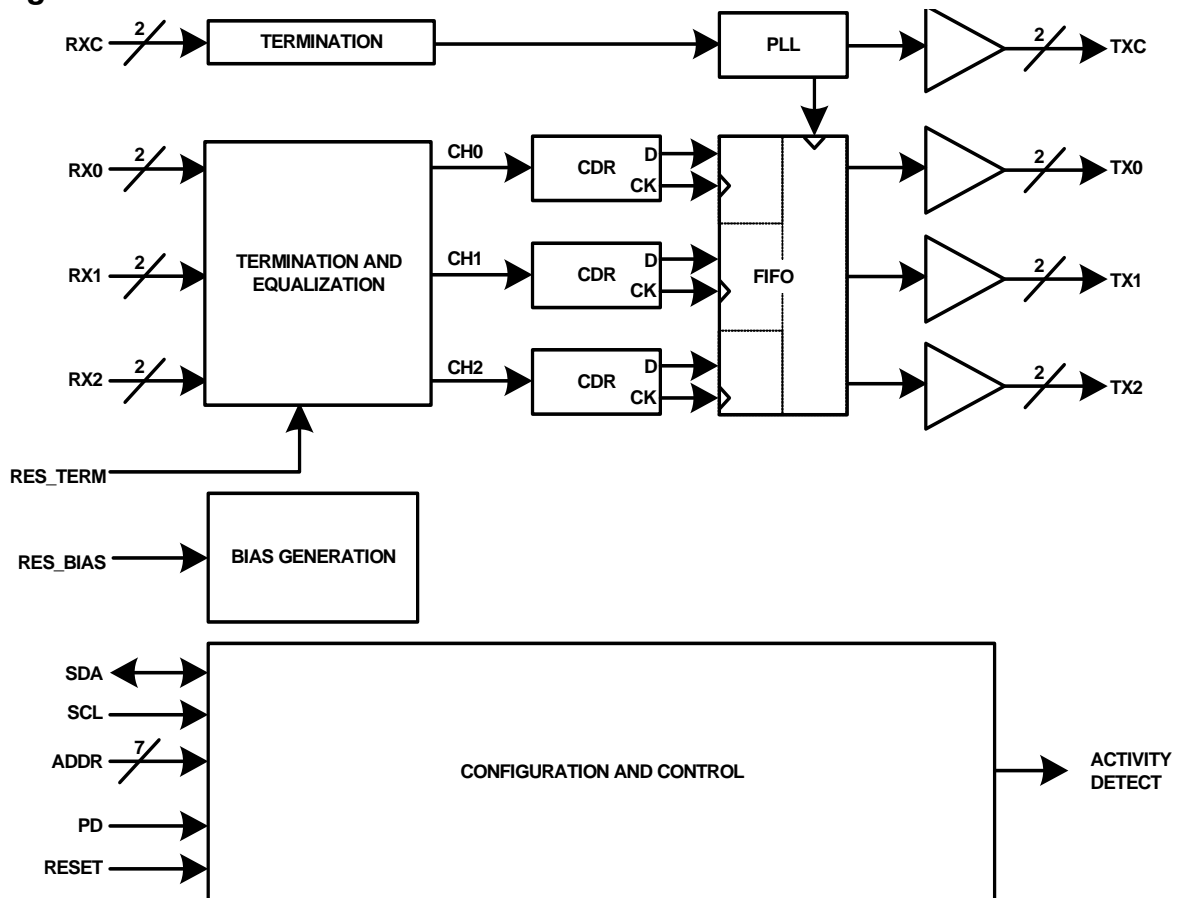 RXC
2
TERMINATION
PLL
2
TXC
RX0
2
CH0
CDR
D
CK
2
TX0
RX1
2
TERMINATION AND
EQUALIZATION
CH1
CDR
D
CK
FIFO
2
TX1
RX2
2
CH2
CDR
D
CK
2
TX2
RES_TERM
RES_BIAS
BIAS GENERATION
SDA
SCL
ADDR
7
CONFIGURATION AND CONTROL
ACTIVITY
DETECT
PD
RESET